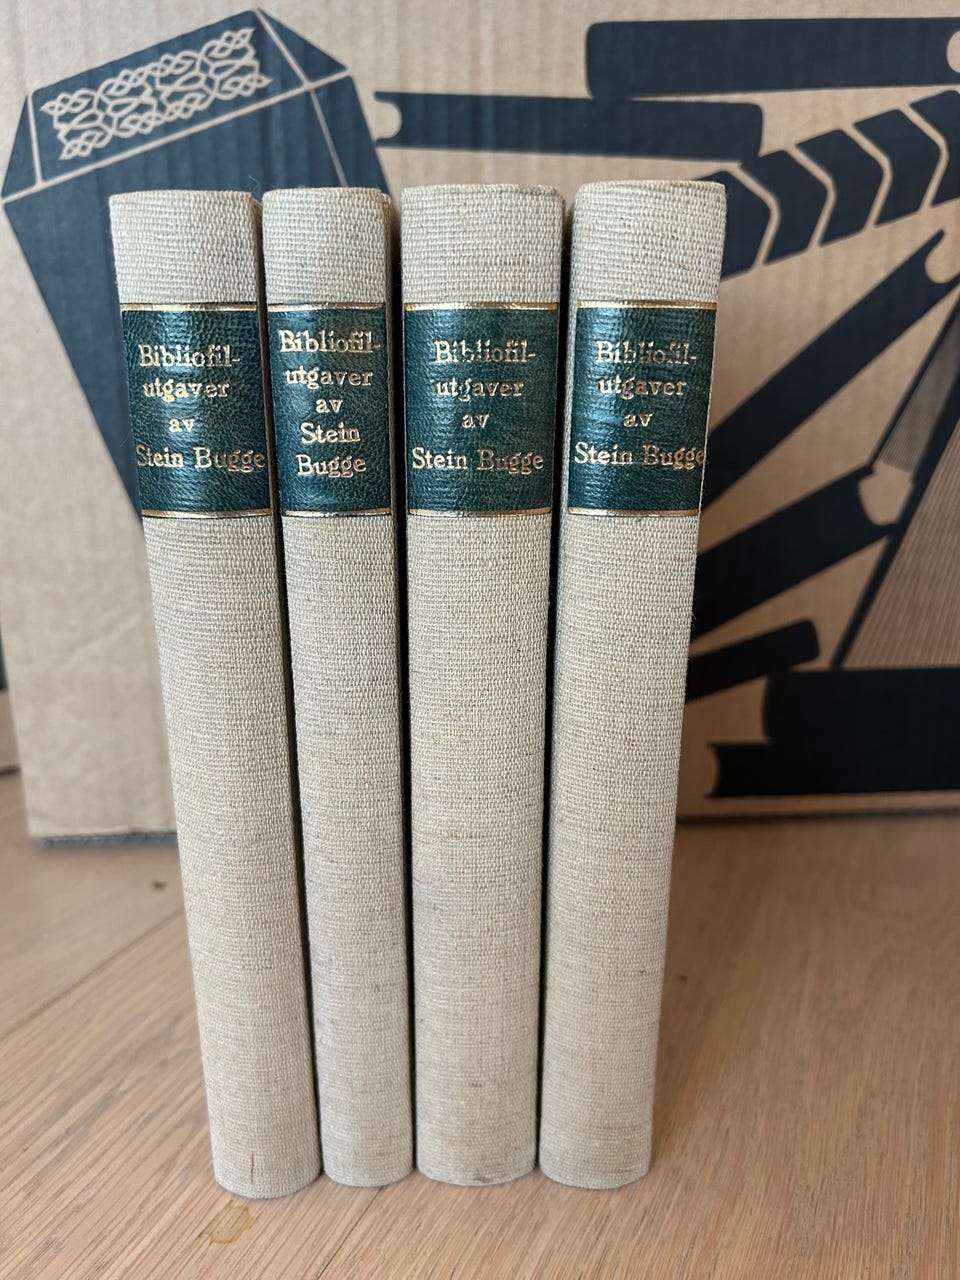 Bibliofil-
utgaver
av
Stein Bugge
Bibliofil-
utgaver
av
Stein
Bugge
Bibliofil-
utgaver
av
Stein Bugge
Bibliofil-
utgaver
av
Stein Bugge